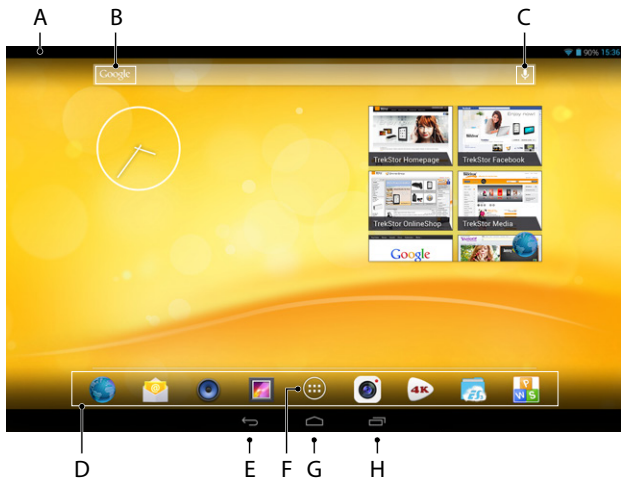 A B C
90% 15:36
Google
TrekStor Homepage TrekStor Facebook
TrekStor OnlineShop TrekStor Media
Google
4K
P
W S
D E F G H